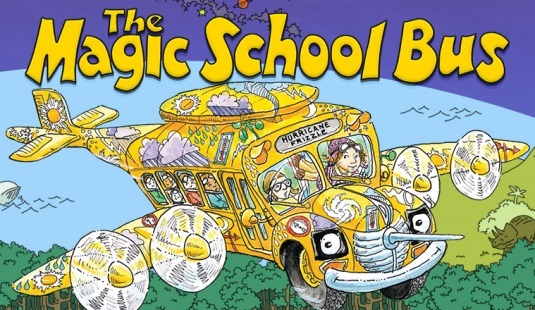 The
Magic School Bus
HURRICANE
FRIZZLE